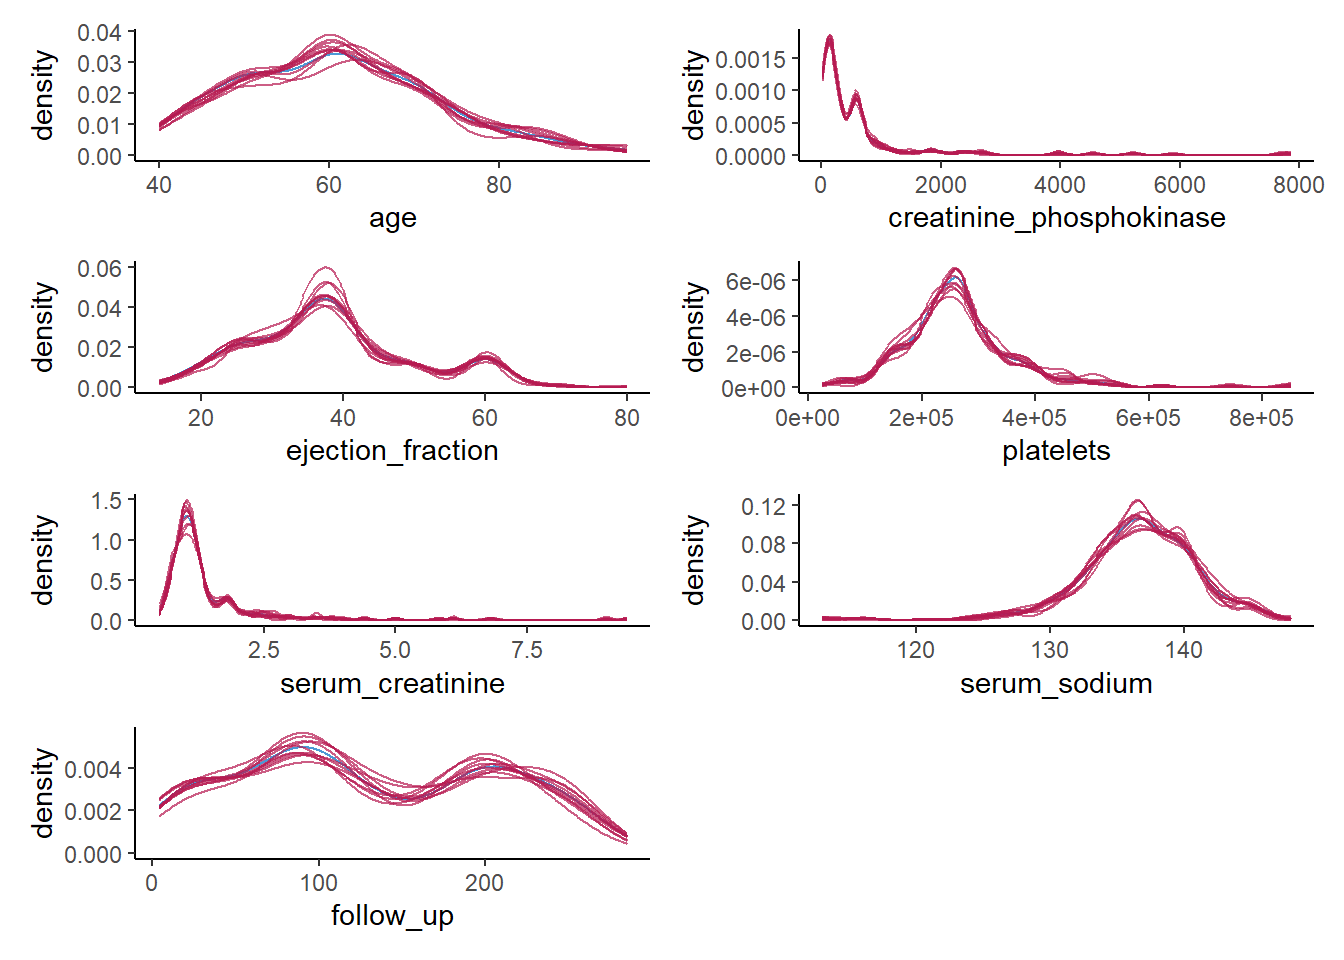 density
0.04
0.03
0.02
0.01
0.00
40 60 80
age
density
0.0015
0.0010
0.0005
0.0000
0 2000 4000 6000 8000
creatinine_phosphokinase
density
0.06
0.04
0.02
0.00
20 40 60 80
ejection_fraction
density
6e-06
4e-06
2e-06
0e+00
0e+00 2e+05 4e+05 6e+05 8e+05
platelets
density
1.5
1.0
0.5
0.0
2.5 5.0 7.5
serum_creatinine
density
0.12
0.08
0.04
0.00
120 130 140
serum_sodium
density
0.004
0.002
0.000
0 100 200
follow_up